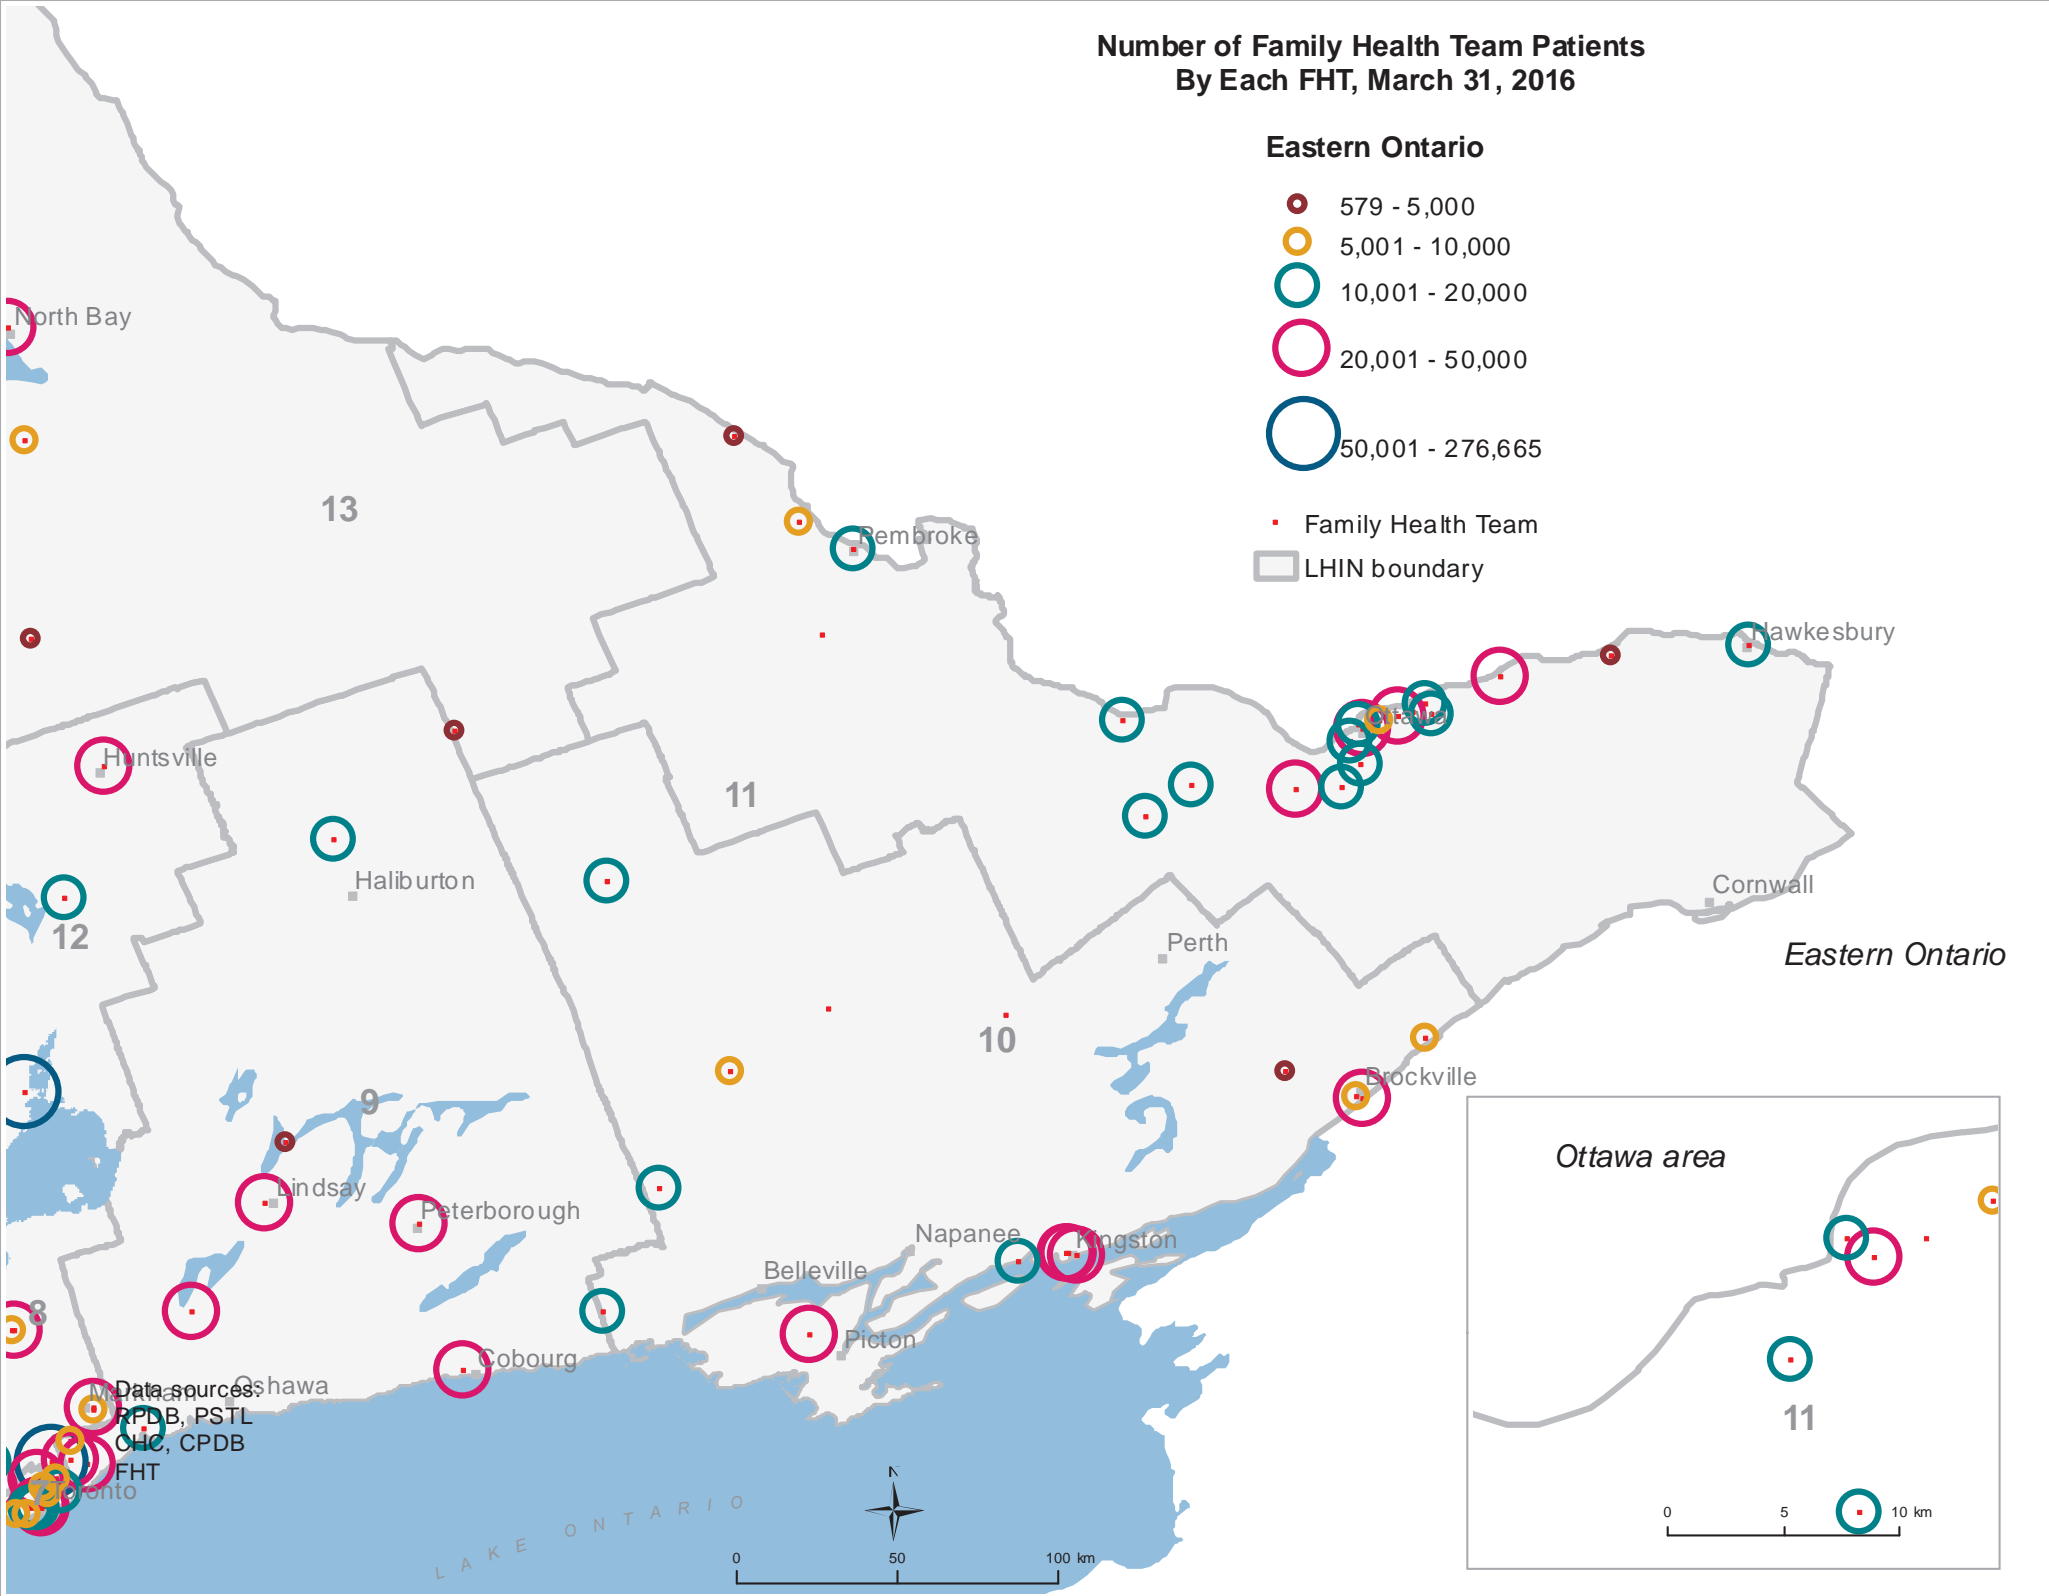 Number of Family Health Team Patients
By Each FHT, March 31, 2016
Eastern Ontario
579 - 5,000
5,001 - 10,000
10,001 - 20,000
20,001 - 50,000
50,001 - 276,665
Family Health Team
LHIN boundary
North Bay
13
Pembroke
Hawkesbury
Ottawa
Huntsville
11
Haliburton
Cornwall
12
Perth
Eastern Ontario
10
9
Brockville
Lindsay
Peterborough
Napanee
Kingston
Belleville
8
Picton
Cobourg
Oshawa
Markham
Data sources:
RPDB, PSTL
CHC, CPDB
FHT
7
Toronto
LAKE ONTARIO
N
0 50 100 km
Ottawa area
11
0 5 10 km